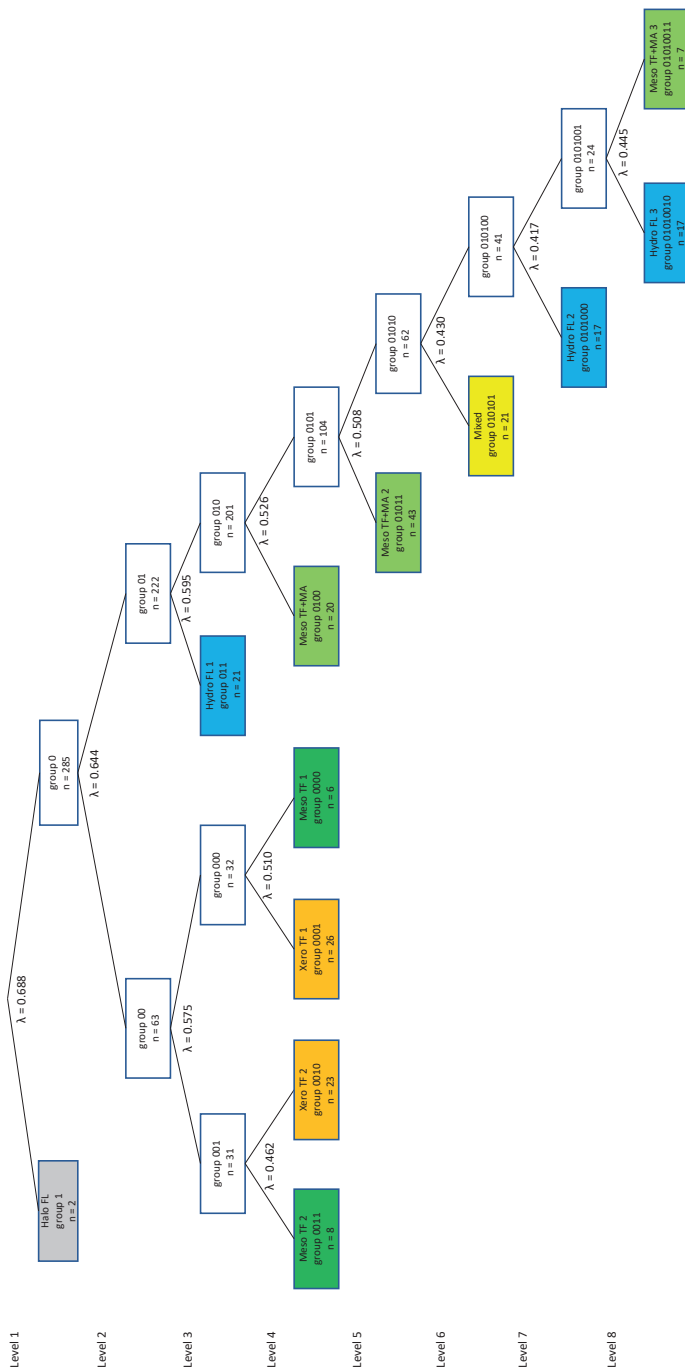 Level 1
λ = 0.688
Halo FL
group 1
n = 2
group 0
n = 285
Level 2
λ = 0.644
group 00
n = 63
group 01
n = 222
Level 3
λ = 0.575
λ = 0.595
group 001
n = 31
group 000
n = 32
Hydro FL 1
group 011
n = 21
group 010
n = 201
Level 4
λ = 0.462
λ = 0.510
λ = 0.526
Meso TF 2
group 0011
n = 8
Xero TF 2
group 0010
n = 23
Xero TF 1
group 0001
n = 26
Meso TF 1
group 0000
n = 6
Meso TF+MA
group 0100
n = 20
group 0101
n = 104
Level 5
λ = 0.508
Meso TF+MA 2
group 01011
n = 43
group 01010
n = 62
Level 6
λ = 0.430
Mixed
group 010101
n = 21
group 010100
n = 41
Level 7
λ = 0.417
Hydro FL 2
group 0101000
n =17
group 0101001
n = 24
Level 8
λ = 0.445
Hydro FL 3
group 01010010
n =17
Meso TF+MA 3
group 01010011
n = 7